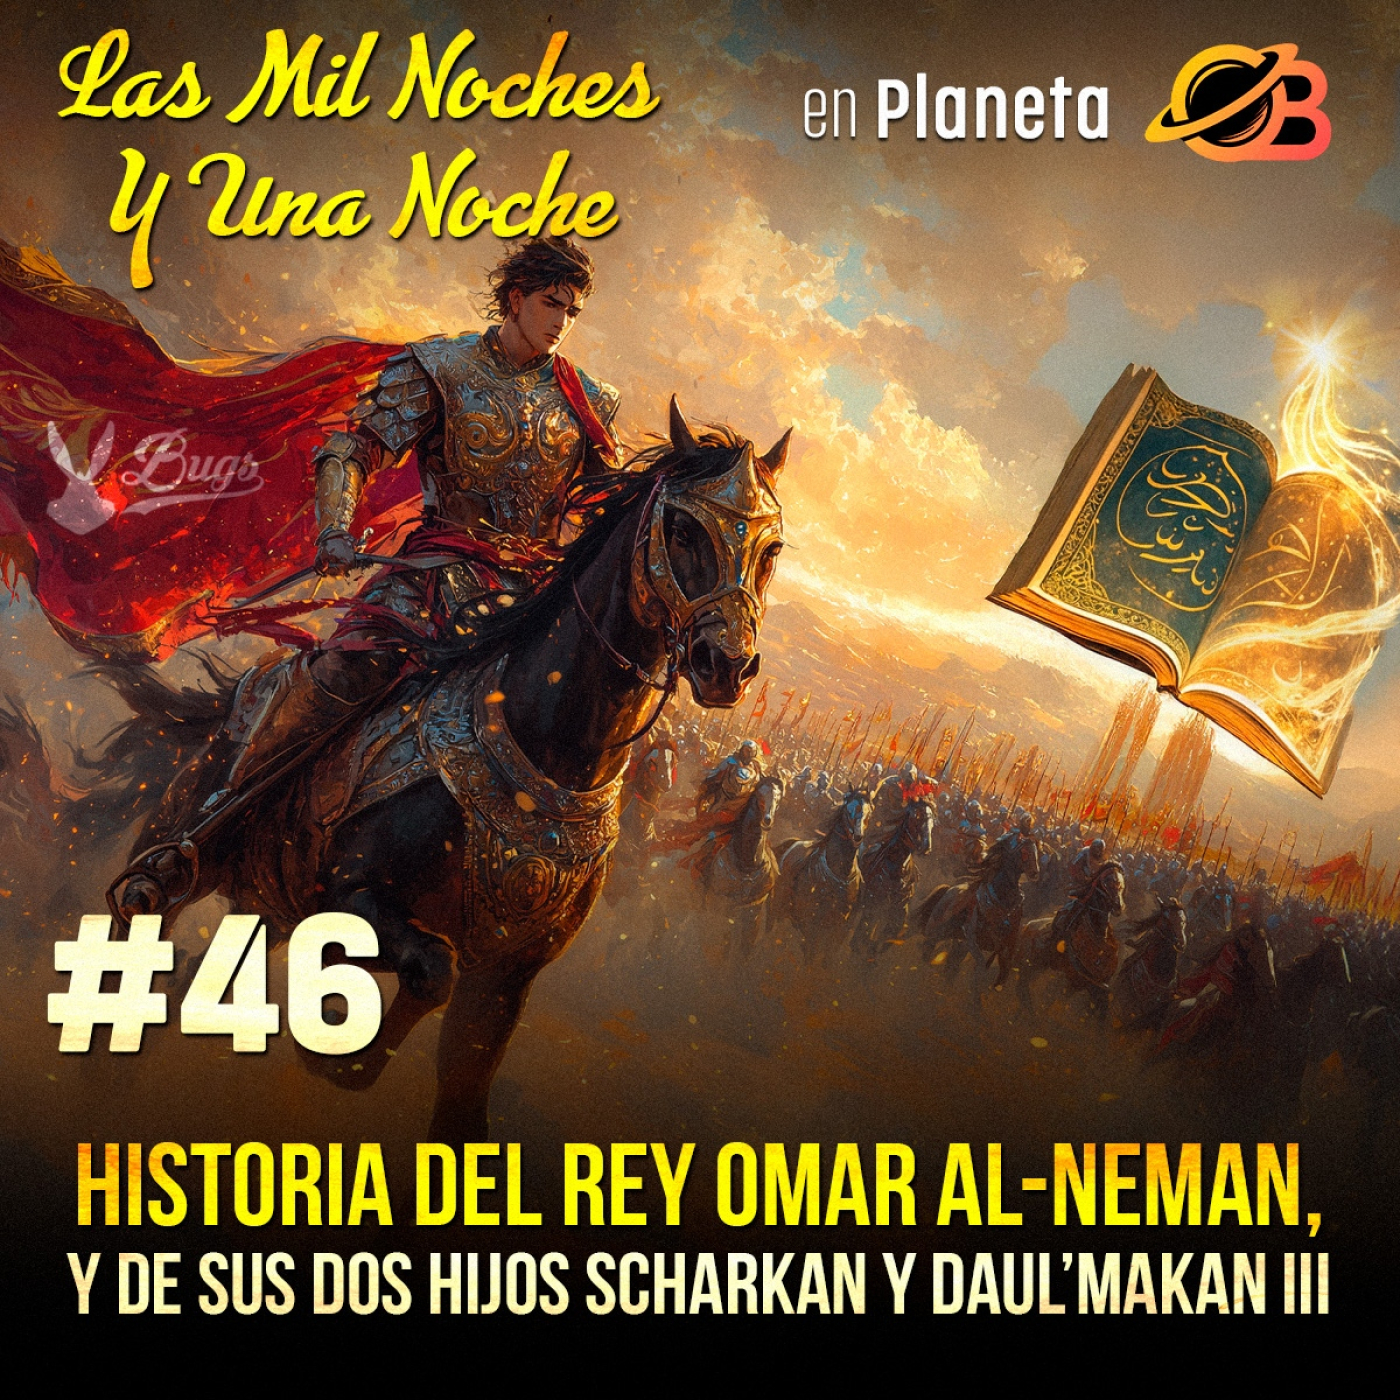 Las Mil Noches
Y Una Noche
en Planeta
B
Bugs
#46
HISTORIA DEL REY OMAR AL-NEMAN,
Y DE SUS DOS HIJOS SCHARKAN Y DAUL’MAKAN III